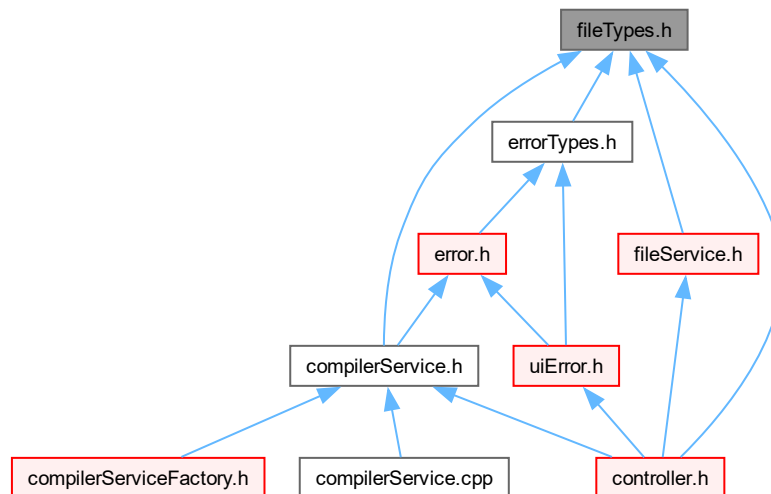 fileTypes.h
errorTypes.h
error.h
fileService.h
compilerService.h
uiError.h
compilerServiceFactory.h
compilerService.cpp
controller.h